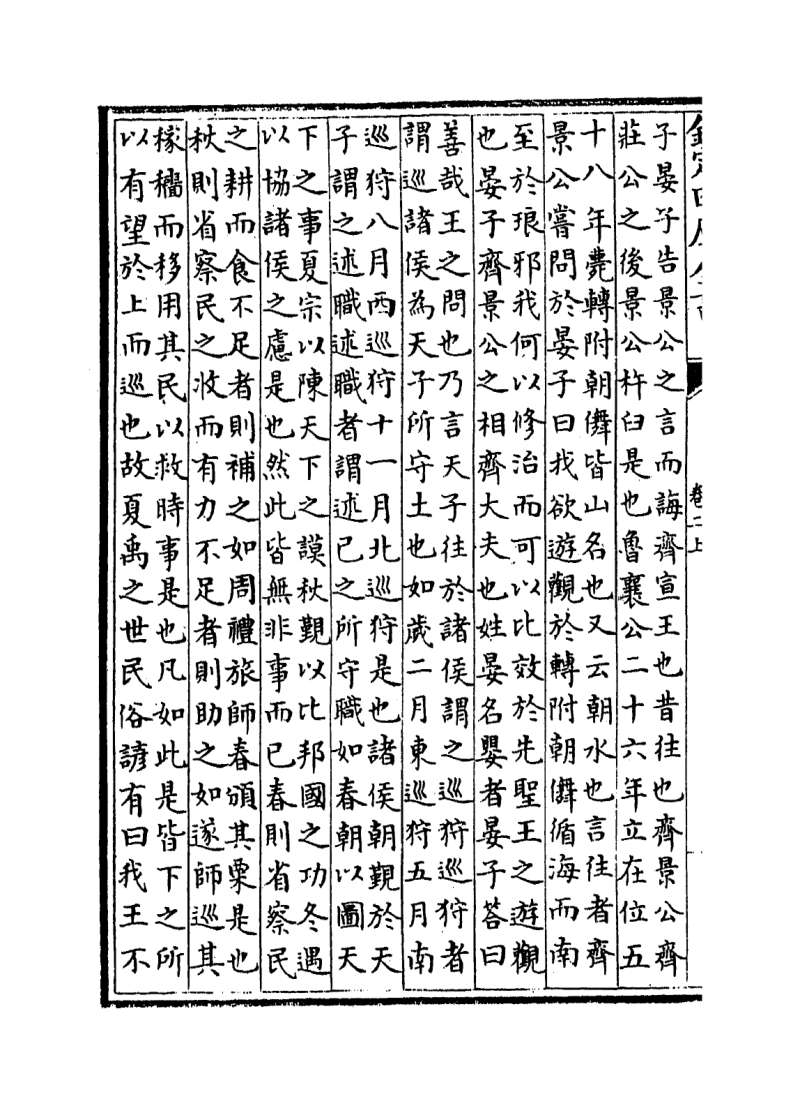 欽定四庫全書
卷二上
子晏子告景公之言而誨齊宣王也昔往也齊景公齊
莊公之後景公杵臼是也魯襄公二十六年立在位五
十八年薨轉附朝儛皆山名也又云朝水也言往者齊
景公嘗問於晏子曰我欲遊觀於轉附朝儛循海而南
至於琅邪我何以修治而可以比效於先聖王之遊觀
也晏子齊景公之相齊大夫也姓晏名嬰者晏子荅曰
善哉王之問也乃言天子往於諸侯謂之巡狩巡狩者
謂巡諸侯為天子所守土也如歲二月東巡狩五月南
巡狩八月西巡狩十一月北巡狩是也諸侯朝覲於天
子謂之述職述職者謂述已之所守職如春朝以圖天
下之事夏宗以陳天下之謨秋覲以比邦國之功冬遇
以協諸侯之慮是也然此皆無非事而已春則省察民
之耕而食不足者則補之如周禮旅師春頒其粟是也
秋則省察民之收而有力不足者則助之如遂師巡其
稼穡而移用其民以救時事是也凡如此是皆下之所
以有望於上而巡也故夏禹之世民俗諺有曰我王不